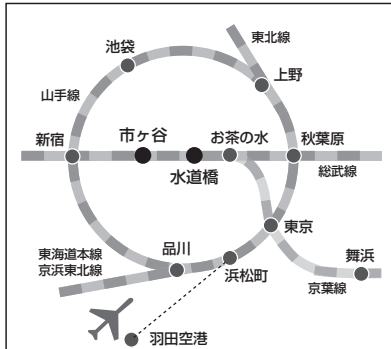 東北線
池袋
上野
山手線
新宿
市ヶ谷
お茶の水
秋葉原
水道橋
総武線
東京
東海道本線
京浜東北線
品川
浜松町
舞浜
京葉線
羽田空港